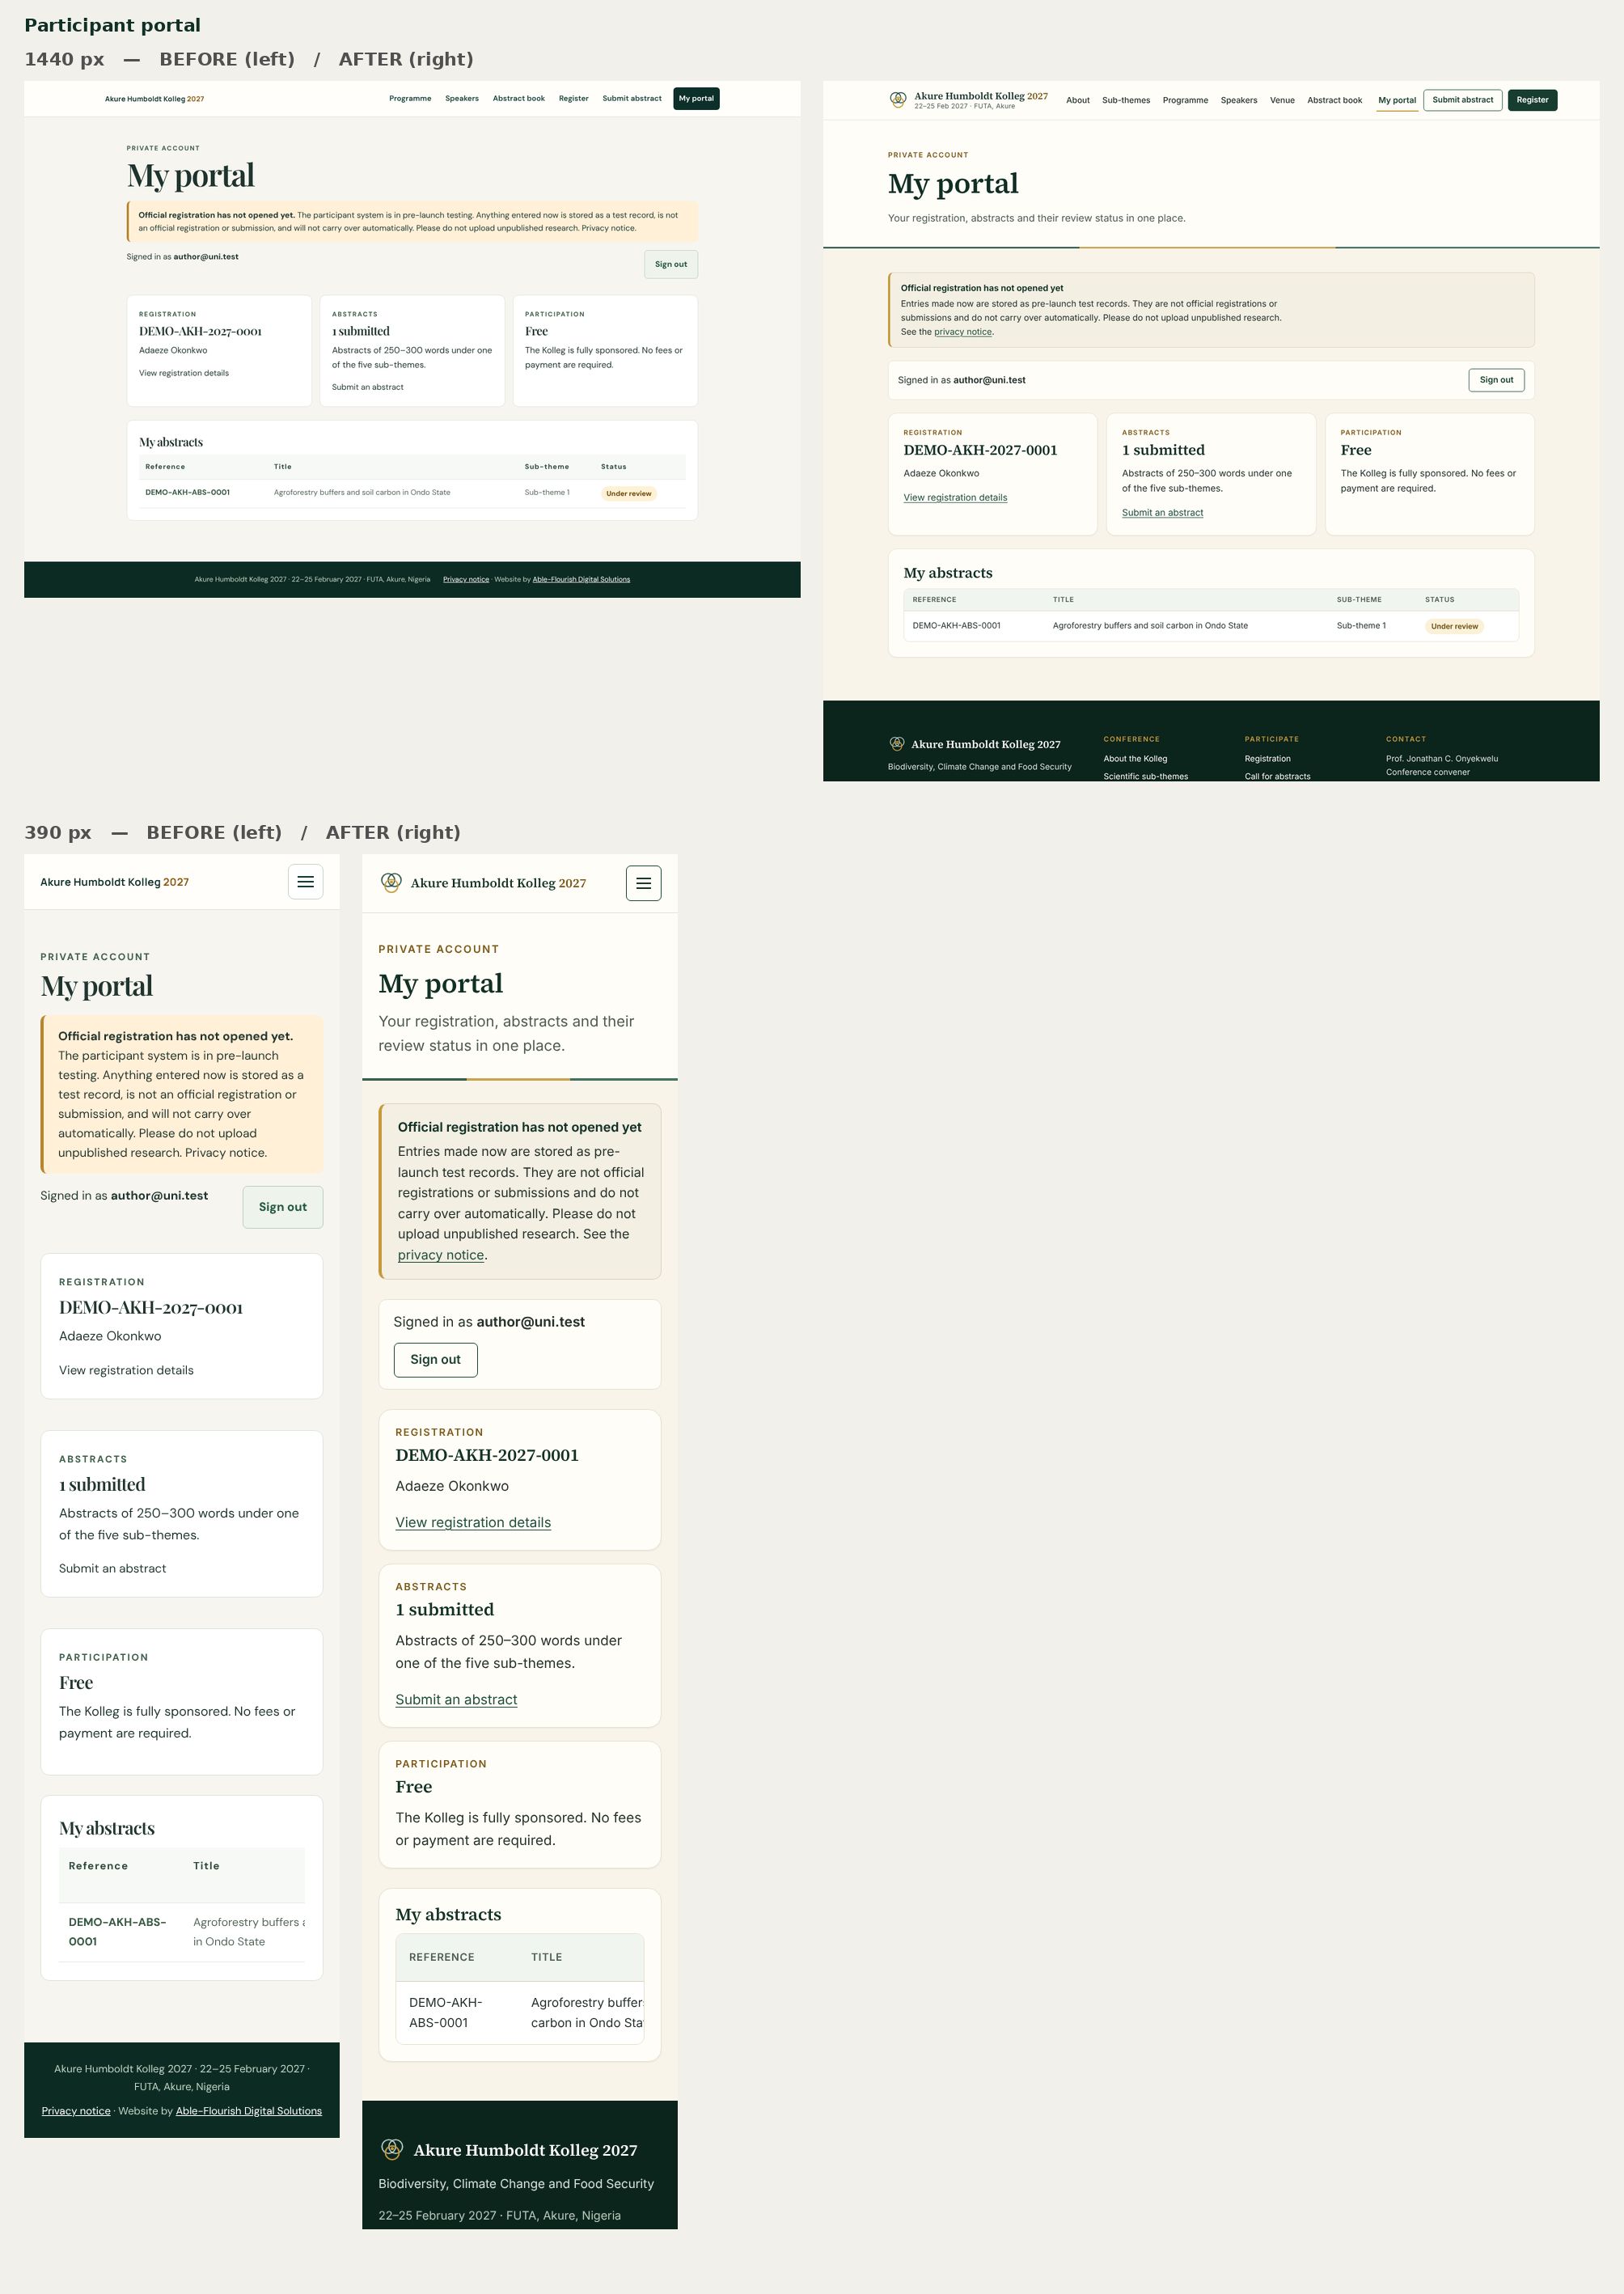 Participant portal
1440 px — BEFORE (left) / AFTER (right)
Akure Humboldt Kolleg 2027
Programme Speakers Abstract book Register Submit abstract My portal
PRIVATE ACCOUNT
My portal
Official registration has not opened yet. The participant system is in pre-launch testing. Anything entered now is stored as a test record, is not
an official registration or submission, and will not carry over automatically. Please do not upload unpublished research. Privacy notice.
Signed in as author@uni.test
Sign out
REGISTRATION
DEMO-AKH-2027-0001
Adaeze Okonkwo
View registration details
ABSTRACTS
1 submitted
Abstracts of 250–300 words under one
of the five sub-themes.
Submit an abstract
PARTICIPATION
Free
The Kolleg is fully sponsored. No fees or
payment are required.
My abstracts
Reference Title Sub-theme Status
DEMO-AKH-ABS-0001 Agroforestry buffers and soil carbon in Ondo State Sub-theme 1 Under review
Akure Humboldt Kolleg 2027 · 22–25 February 2027 · FUTA, Akure, Nigeria Privacy notice · Website by Able-Flourish Digital Solutions
Akure Humboldt Kolleg 2027
22–25 Feb 2027 · FUTA, Akure
About Sub-themes Programme Speakers Venue Abstract book My portal Submit abstract Register
PRIVATE ACCOUNT
My portal
Your registration, abstracts and their review status in one place.
Official registration has not opened yet
Entries made now are stored as pre-launch test records. They are not official registrations or
submissions and do not carry over automatically. Please do not upload unpublished research.
See the privacy notice.
Signed in as author@uni.test
Sign out
REGISTRATION
DEMO-AKH-2027-0001
Adaeze Okonkwo
View registration details
ABSTRACTS
1 submitted
Abstracts of 250–300 words under one
of the five sub-themes.
Submit an abstract
PARTICIPATION
Free
The Kolleg is fully sponsored. No fees or
payment are required.
My abstracts
REFERENCE TITLE SUB-THEME STATUS
DEMO-AKH-ABS-0001 Agroforestry buffers and soil carbon in Ondo State Sub-theme 1 Under review
Akure Humboldt Kolleg 2027
Biodiversity, Climate Change and Food Security
CONFERENCE
About the Kolleg
Scientific sub-themes
PARTICIPATE
Registration
Call for abstracts
CONTACT
Prof. Jonathan C. Onyekwelu
Conference convener
390 px — BEFORE (left) / AFTER (right)
Akure Humboldt Kolleg 2027
PRIVATE ACCOUNT
My portal
Official registration has not opened yet.
The participant system is in pre-launch
testing. Anything entered now is stored as a
test record, is not an official registration or
submission, and will not carry over
automatically. Please do not upload
unpublished research. Privacy notice.
Signed in as author@uni.test
Sign out
REGISTRATION
DEMO-AKH-2027-0001
Adaeze Okonkwo
View registration details
ABSTRACTS
1 submitted
Abstracts of 250–300 words under one
of the five sub-themes.
Submit an abstract
PARTICIPATION
Free
The Kolleg is fully sponsored. No fees or
payment are required.
My abstracts
Reference Title
DEMO-AKH-ABS- Agroforestry buffers
0001 in Ondo State
Akure Humboldt Kolleg 2027 · 22–25 February 2027 ·
FUTA, Akure, Nigeria
Privacy notice · Website by Able-Flourish Digital Solutions
Akure Humboldt Kolleg 2027
PRIVATE ACCOUNT
My portal
Your registration, abstracts and their
review status in one place.
Official registration has not opened yet
Entries made now are stored as pre-
launch test records. They are not official
registrations or submissions and do not
carry over automatically. Please do not
upload unpublished research. See the
privacy notice.
Signed in as author@uni.test
Sign out
REGISTRATION
DEMO-AKH-2027-0001
Adaeze Okonkwo
View registration details
ABSTRACTS
1 submitted
Abstracts of 250–300 words under
one of the five sub-themes.
Submit an abstract
PARTICIPATION
Free
The Kolleg is fully sponsored. No fees
or payment are required.
My abstracts
REFERENCE TITLE
DEMO-AKH- Agroforestry
ABS-0001 carbon in Ondo
Akure Humboldt Kolleg 2027
Biodiversity, Climate Change and Food Security
22–25 February 2027 · FUTA, Akure, Nigeria